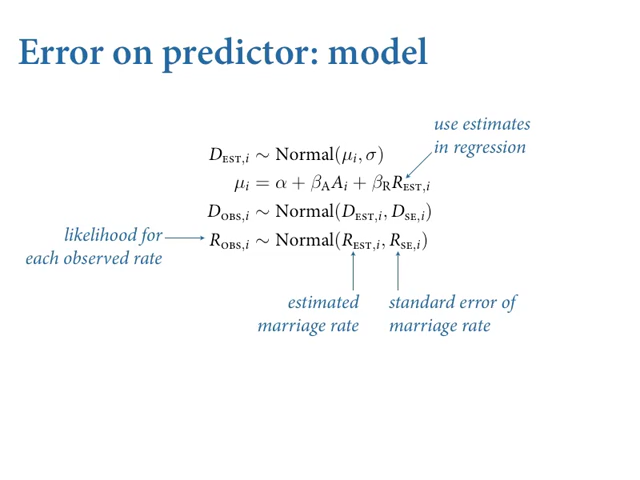 Error on predictor: model
use estimates
in regression
D_EST,i ~ Normal(μ_i, σ)
μ_i = α + β_A A_i + β_R R_EST,i
D_OBS,i ~ Normal(D_EST,i, D_SE,i)
likelihood for
each observed rate
R_OBS,i ~ Normal(R_EST,i, R_SE,i)
estimated
marriage rate
standard error of
marriage rate